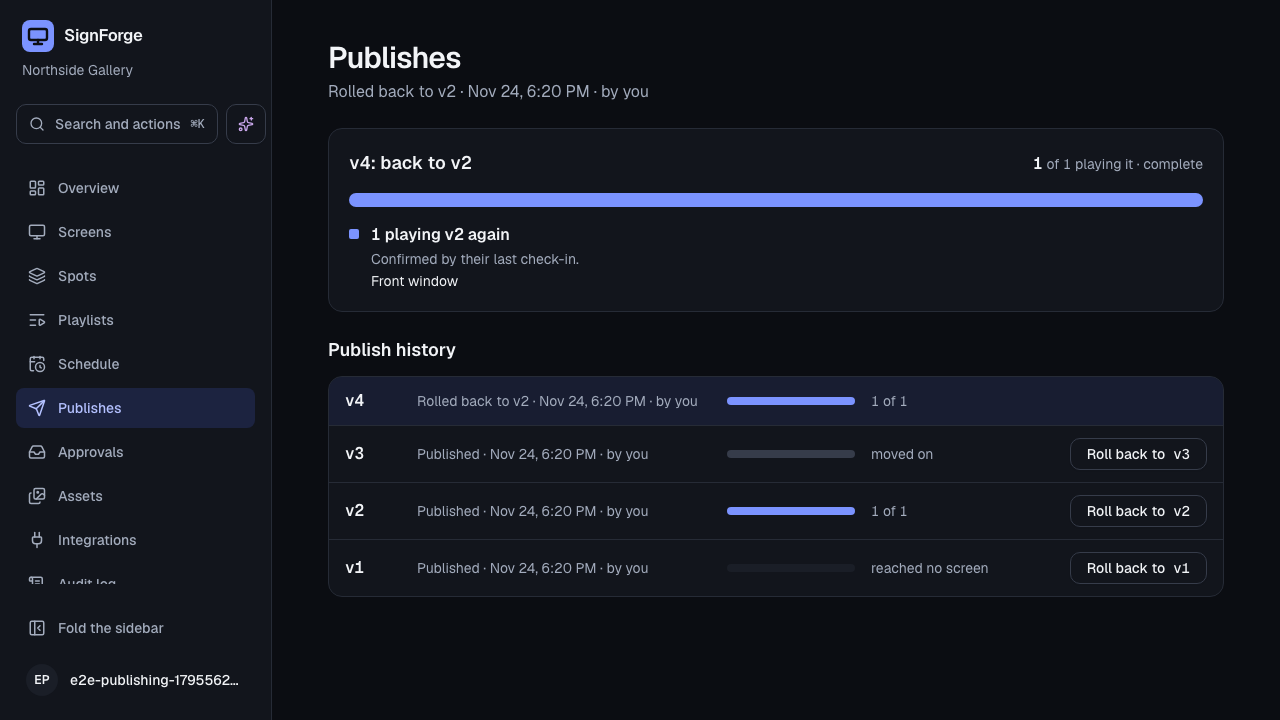 SignForge
Northside Gallery
Search and actions ⌘K
Overview
Screens
Spots
Playlists
Schedule
Publishes
Approvals
Assets
Integrations
Audit log
Fold the sidebar
EP e2e-publishing-1795562...
Publishes
Rolled back to v2 · Nov 24, 6:20 PM · by you
v4: back to v2
1 of 1 playing it · complete
1 playing v2 again
Confirmed by their last check-in.
Front window
Publish history
v4 Rolled back to v2 · Nov 24, 6:20 PM · by you 1 of 1
v3 Published · Nov 24, 6:20 PM · by you moved on Roll back to v3
v2 Published · Nov 24, 6:20 PM · by you 1 of 1 Roll back to v2
v1 Published · Nov 24, 6:20 PM · by you reached no screen Roll back to v1